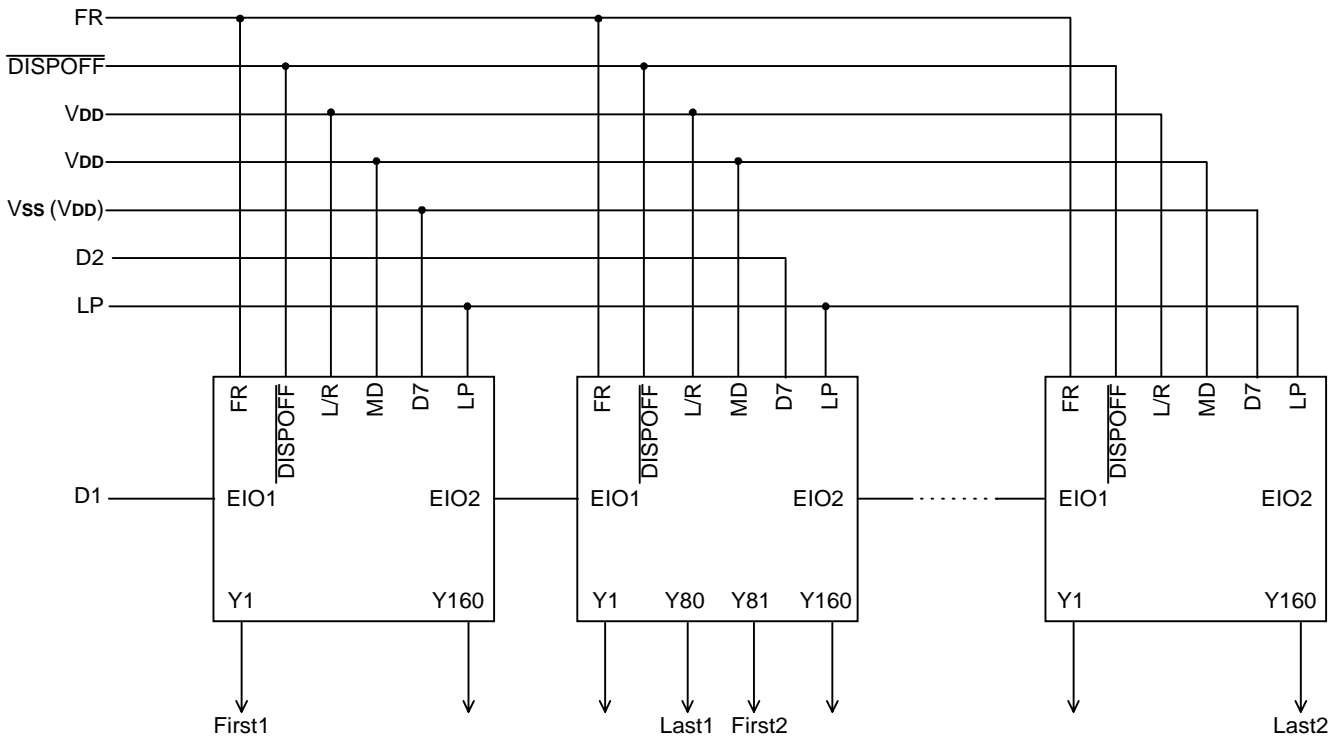 FR
DISPOFF
VDD
VDD
VSS (VDD)
D2
LP
FR DISPOFF L/R MD D7 LP
FR DISPOFF L/R MD D7 LP
FR DISPOFF L/R MD D7 LP
D1 EIO1 EIO2 EIO1 EIO2 EIO1 EIO2
Y1 Y160 Y1 Y80 Y81 Y160 Y1 Y160
First1 Last1 First2 Last2